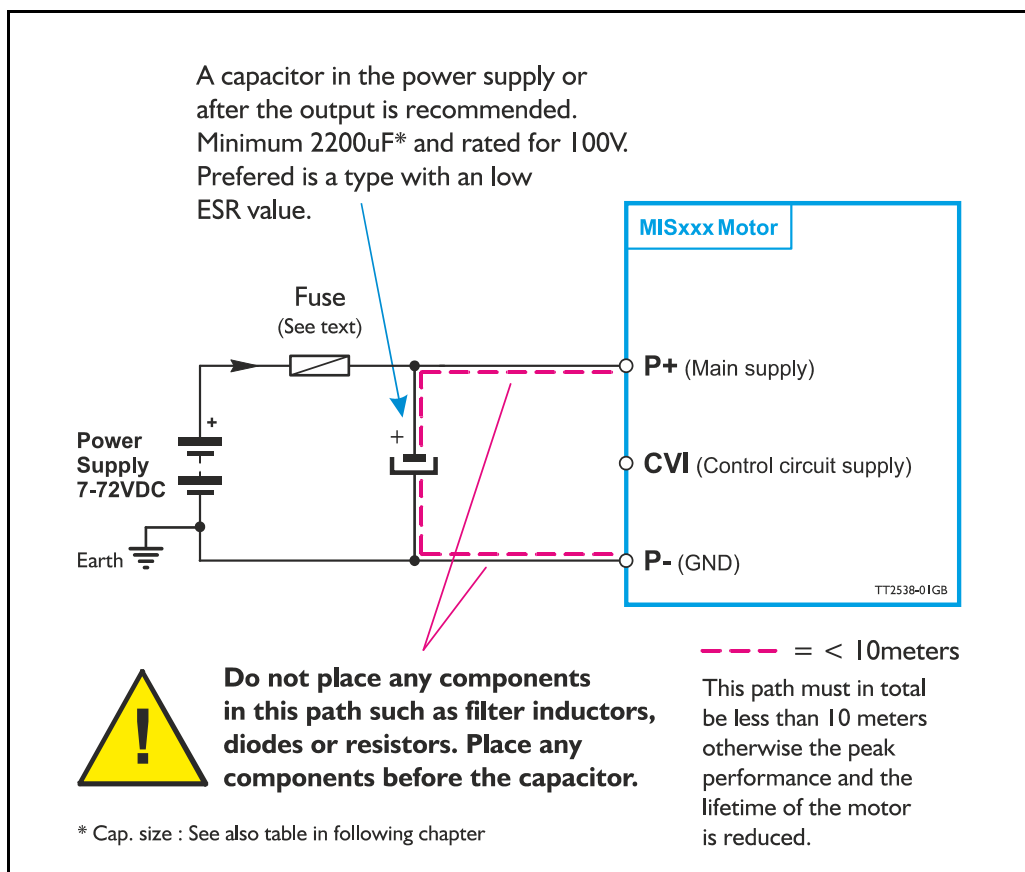 A capacitor in the power supply or
after the output is recommended.
Minimum 2200uF* and rated for 100V.
Prefered is a type with an low
ESR value.
MISxxx Motor
Fuse
(See text)
P+ (Main supply)
+
+
Power
Supply
7-72VDC
CVI (Control circuit supply)
Earth
P- (GND)
TT2538-01GB
= < 10meters
This path must in total
be less than 10 meters
otherwise the peak
performance and the
lifetime of the motor
is reduced.
!
Do not place any components
in this path such as filter inductors,
diodes or resistors. Place any
components before the capacitor.
* Cap. size : See also table in following chapter